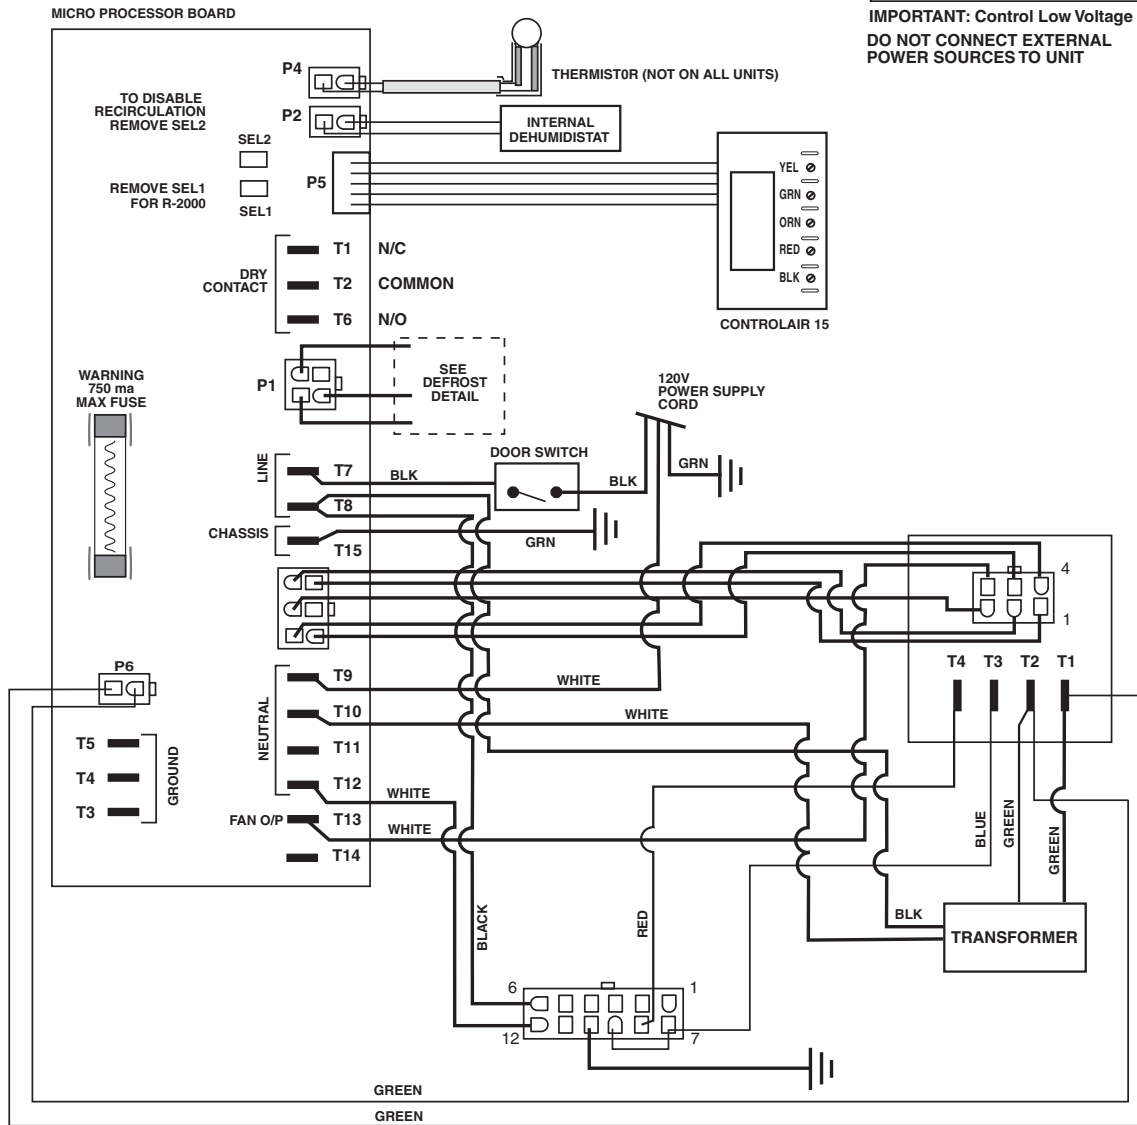 MICRO PROCESSOR BOARD
IMPORTANT: Control Low Voltage
DO NOT CONNECT EXTERNAL
POWER SOURCES TO UNIT
P4
THERMIST0R (NOT ON ALL UNITS)
TO DISABLE
RECIRCULATION
REMOVE SEL2
P2
INTERNAL
DEHUMIDISTAT
SEL2
REMOVE SEL1
FOR R-2000
SEL1
P5
YEL
GRN
ORN
RED
BLK
CONTROLAIR 15
DRY
CONTACT
T1 N/C
T2 COMMON
T6 N/O
P1
SEE
DEFROST
DETAIL
WARNING
750 ma
MAX FUSE
120V
POWER SUPPLY
CORD
DOOR SWITCH
LINE
T7
BLK
BLK
GRN
T8
CHASSIS
T15
GRN
4
1
P6
T4 T3 T2 T1
NEUTRAL
T9
WHITE
T10
WHITE
T11
T12
WHITE
T5
T4
T3
GROUND
FAN O/P
T13
WHITE
T14
BLUE
GREEN
GREEN
BLACK
RED
BLK
TRANSFORMER
6
1
12
7
GREEN
GREEN